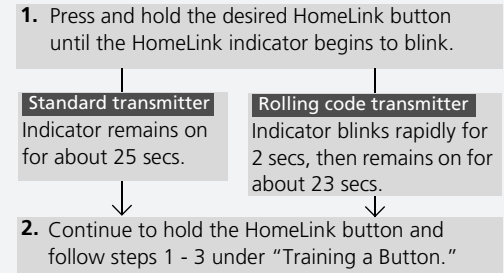 1. Press and hold the desired HomeLink button
until the HomeLink indicator begins to blink.
Standard transmitter
Indicator remains on
for about 25 secs.
Rolling code transmitter
Indicator blinks rapidly for
2 secs, then remains on for
about 23 secs.
2. Continue to hold the HomeLink button and
follow steps 1 - 3 under “Training a Button.”